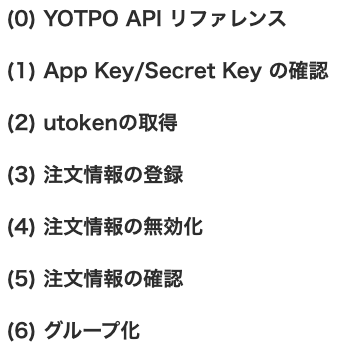 (0) YOTPO API リファレンス
(1) App Key/Secret Key の確認
(2) utokenの取得
(3) 注文情報の登録
(4) 注文情報の無効化
(5) 注文情報の確認
(6) グループ化